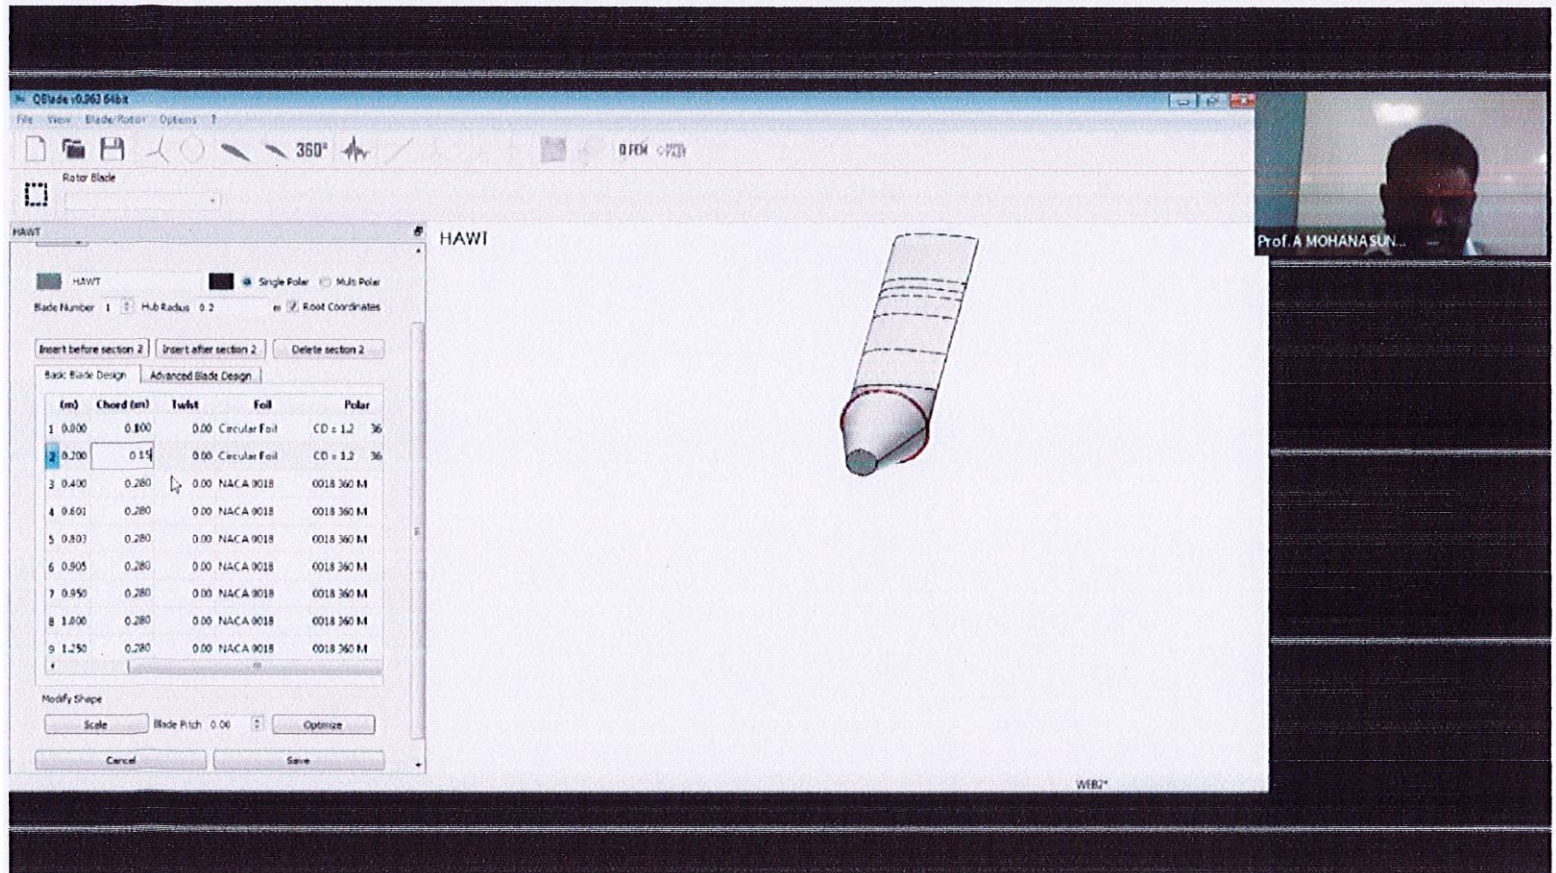 QBlade v0.963 64bit
File View Blade/Rotor Options ?
360° QFEM
Rotor Blade
HAWT
HAWT
HAWT Single Polar Multi Polar
Blade Number 1 Hub Radius 0.2 m Root Coordinates
Insert before section 2 Insert after section 2 Delete section 2
Basic Blade Design Advanced Blade Design
(m) Chord (m) Twist Foil Polar
1 0.000 0.100 0.00 Circular Foil CD = 1.2 36
2 0.200 0.15 0.00 Circular Foil CD = 1.2 36
3 0.400 0.280 0.00 NACA 0018 0018 360 M
4 0.601 0.280 0.00 NACA 0018 0018 360 M
5 0.803 0.280 0.00 NACA 0018 0018 360 M
6 0.905 0.280 0.00 NACA 0018 0018 360 M
7 0.950 0.280 0.00 NACA 0018 0018 360 M
8 1.000 0.280 0.00 NACA 0018 0018 360 M
9 1.250 0.280 0.00 NACA 0018 0018 360 M
Modify Shape
Scale Blade Pitch 0.00 Optimize
Cancel Save
Prof. A MOHANASUN...
WEB2*